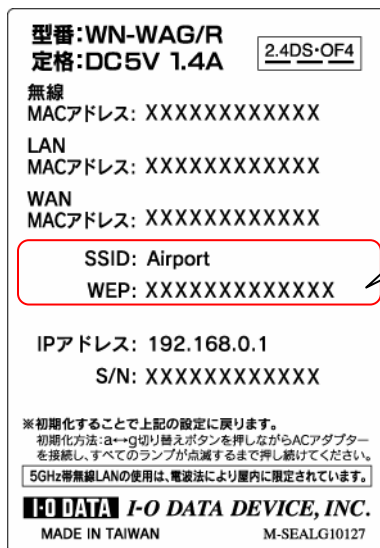 型番:WN-WAG/R
定格:DC5V 1.4A
2.4DS・OF4
無線
MACアドレス: XXXXXXXXXXXX
LAN
MACアドレス: XXXXXXXXXXXX
WAN
MACアドレス: XXXXXXXXXXXX
SSID: Airport
WEP: XXXXXXXXXXXXX
IPアドレス: 192.168.0.1
S/N: XXXXXXXXXXXX
※初期化することで上記の設定に戻ります。
初期化方法:a↔g切り替えボタンを押しながらACアダプター
を接続し、すべてのランプが点滅するまで押し続けてください。
5GHz帯無線LANの使用は、電波法により屋内に限定されています。
I-O DATA I-O DATA DEVICE, INC.
MADE IN TAIWAN M-SEALG10127